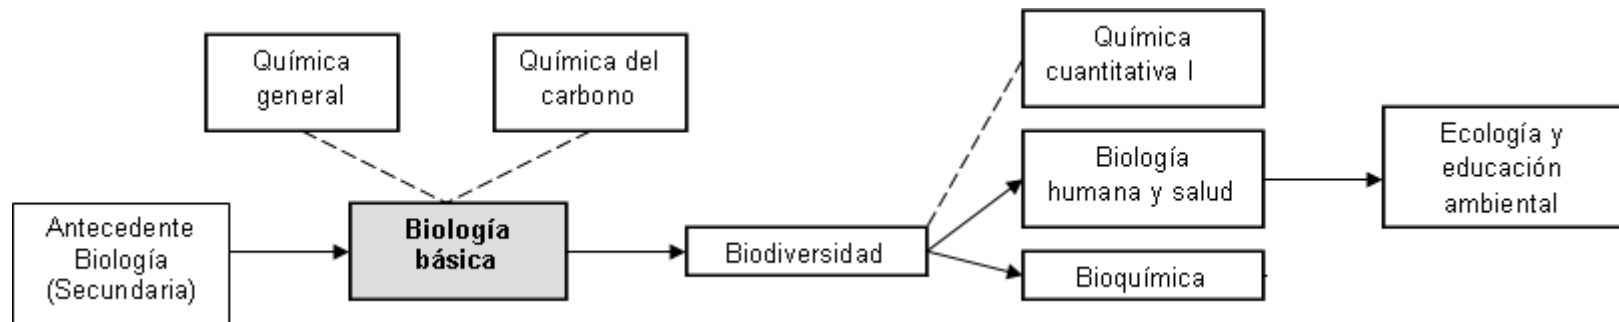 Química
general
Química del
carbono
Química
cuantitativa I
Antecedente
Biología
(Secundaria)
Biología
básica
Biodiversidad
Biología
humana y salud
Bioquímica
Ecología y
educación
ambiental